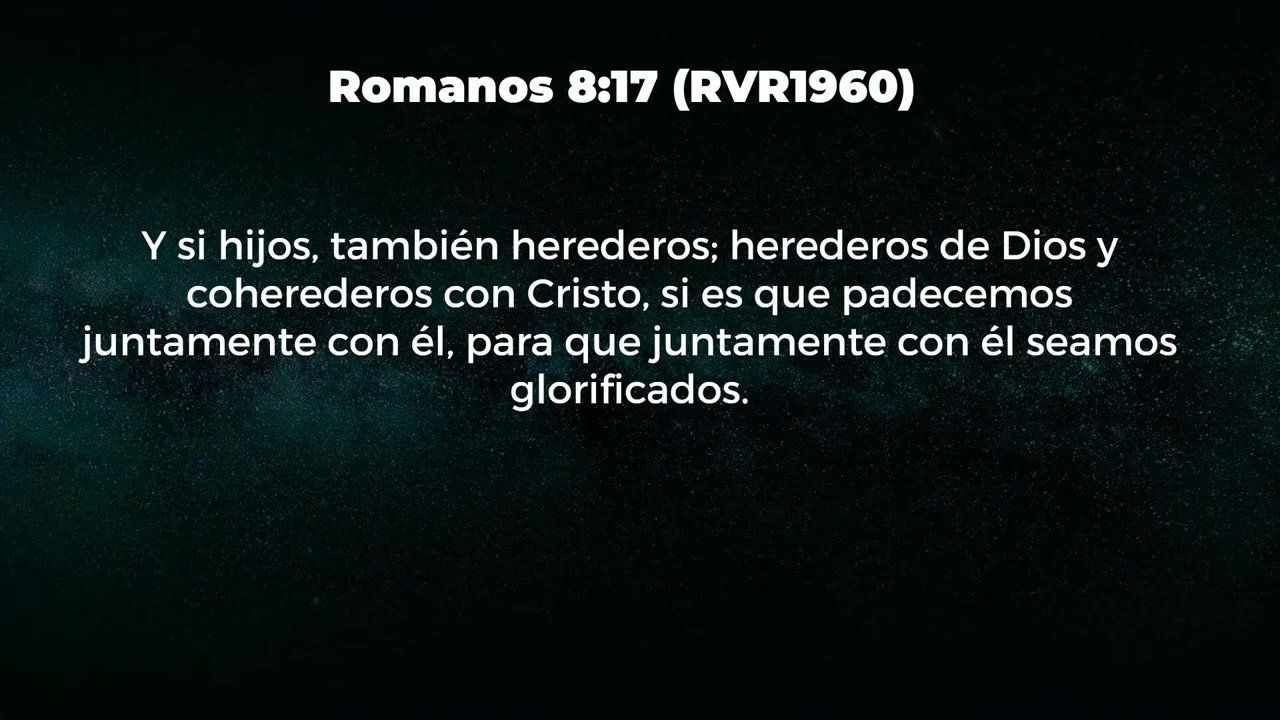 Romanos 8:17 (RVR1960)
Y si hijos, también herederos; herederos de Dios y
coherederos con Cristo, si es que padecemos
juntamente con él, para que juntamente con él seamos
glorificados.